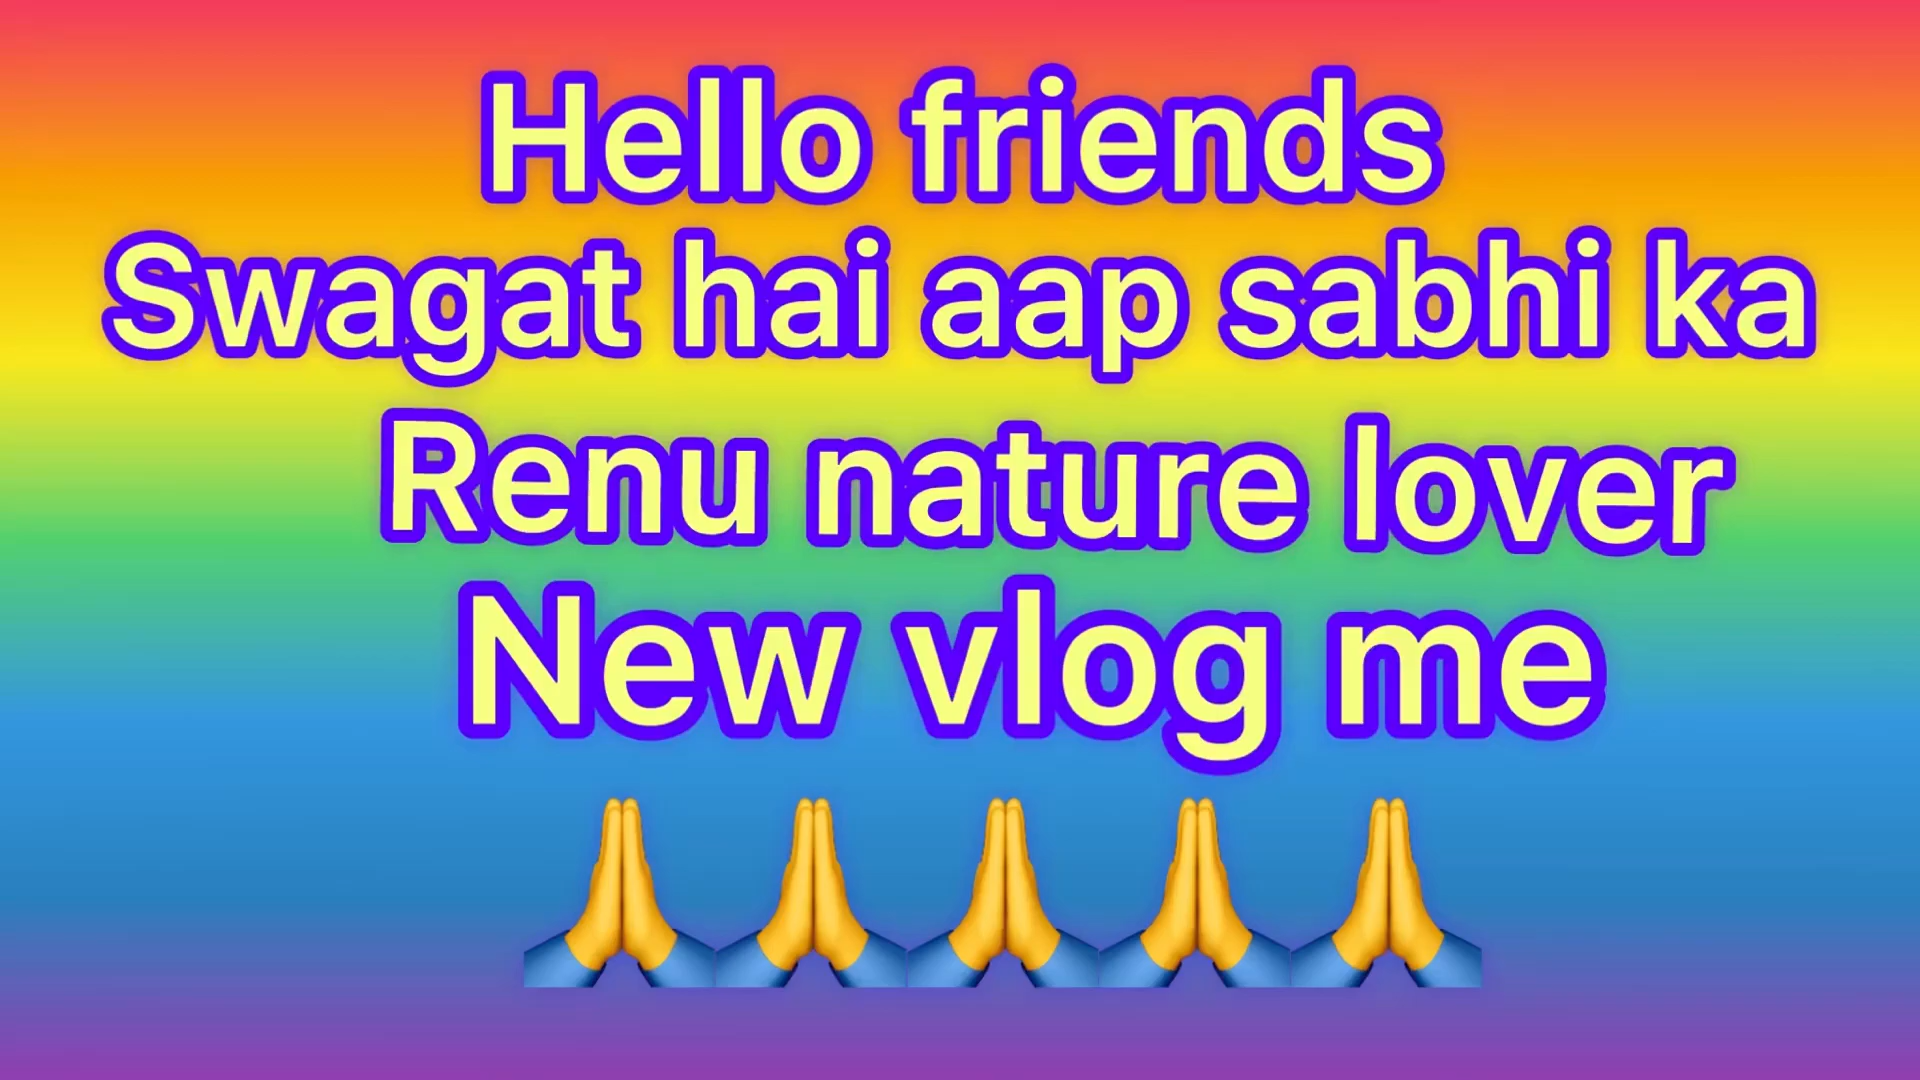 Hello friends
Swagat hai aap sabhi ka
Renu nature lover
New vlog me
🙏🙏🙏🙏🙏